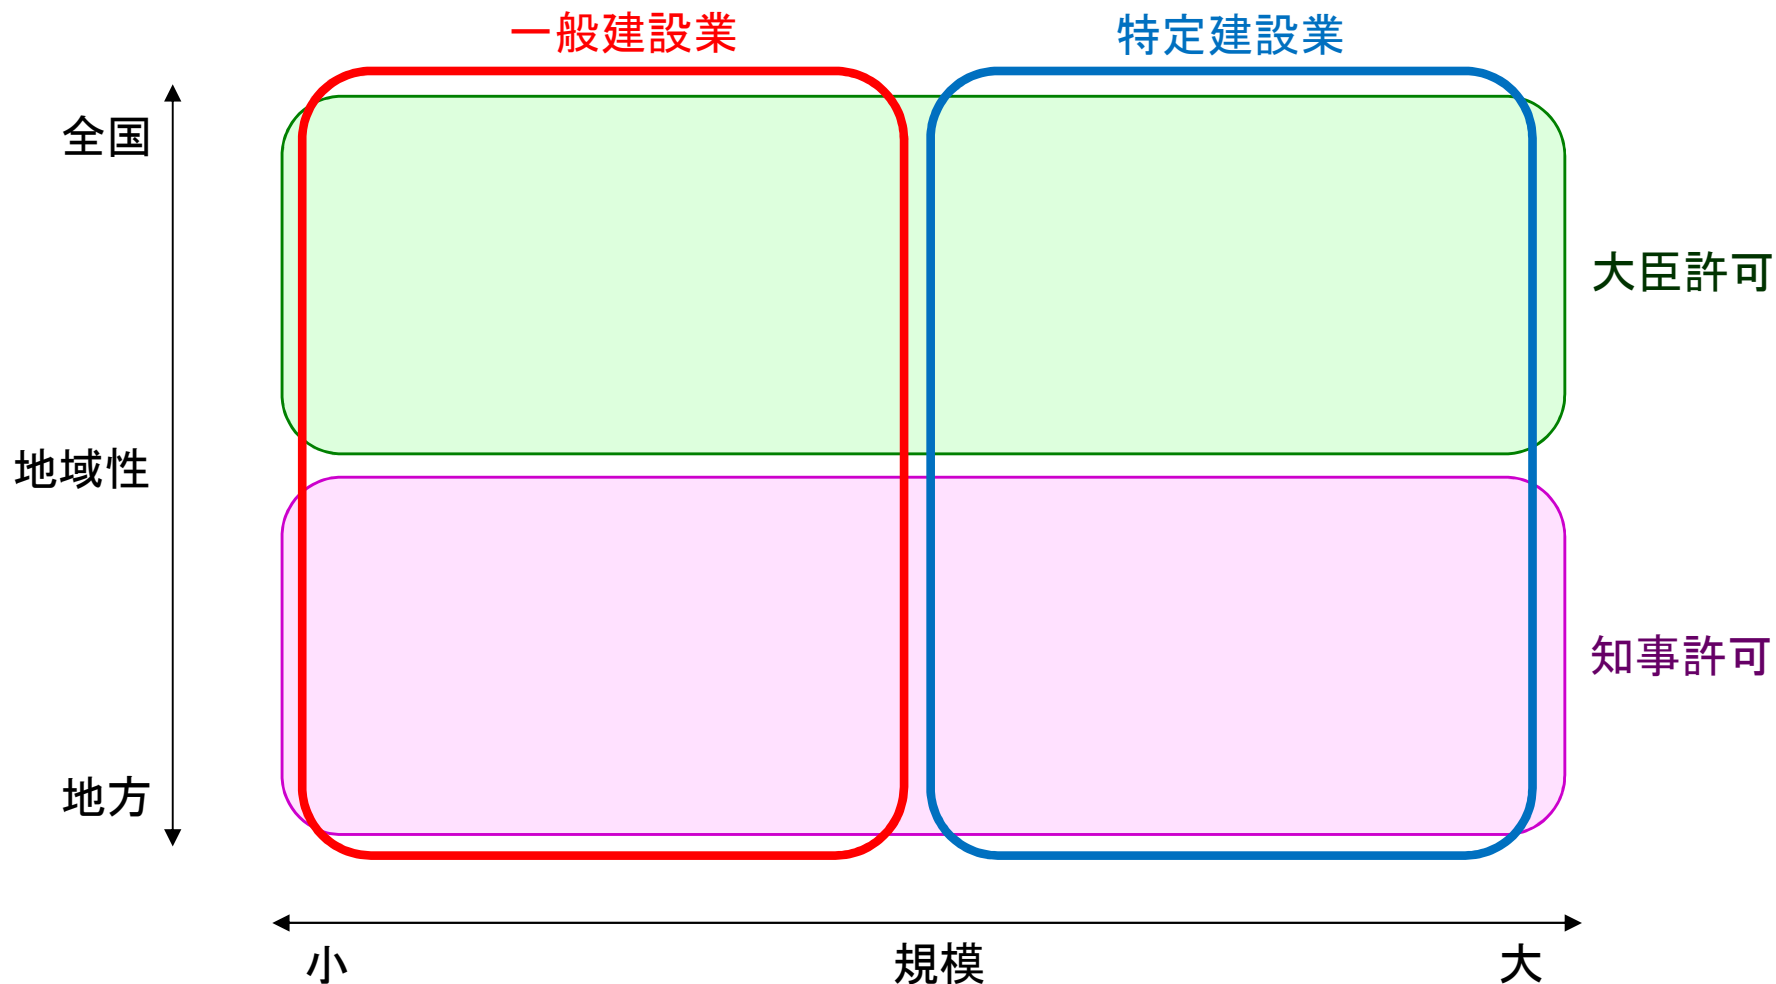 一般建設業
特定建設業
全国
大臣許可
地域性
知事許可
地方
小
規模
大